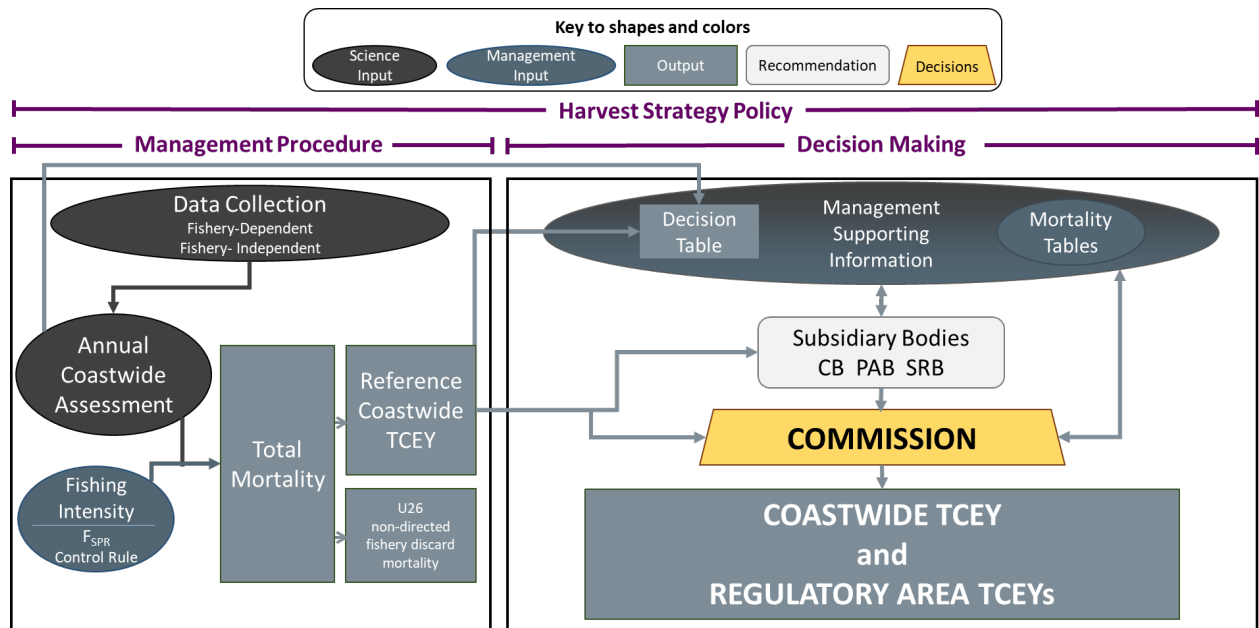 Key to shapes and colors
Science
Input
Management
Input
Output
Recommendation
Decisions
Harvest Strategy Policy
Management Procedure
Decision Making
Data Collection
Fishery-Dependent
Fishery- Independent
Annual
Coastwide
Assessment
Fishing
Intensity
FSPR
Control Rule
Total
Mortality
Reference
Coastwide
TCEY
U26
non-directed
fishery discard
mortality
Decision
Table
Management
Supporting
Information
Mortality
Tables
Subsidiary Bodies
CB PAB SRB
COMMISSION
COASTWIDE TCEY
and
REGULATORY AREA TCEYs